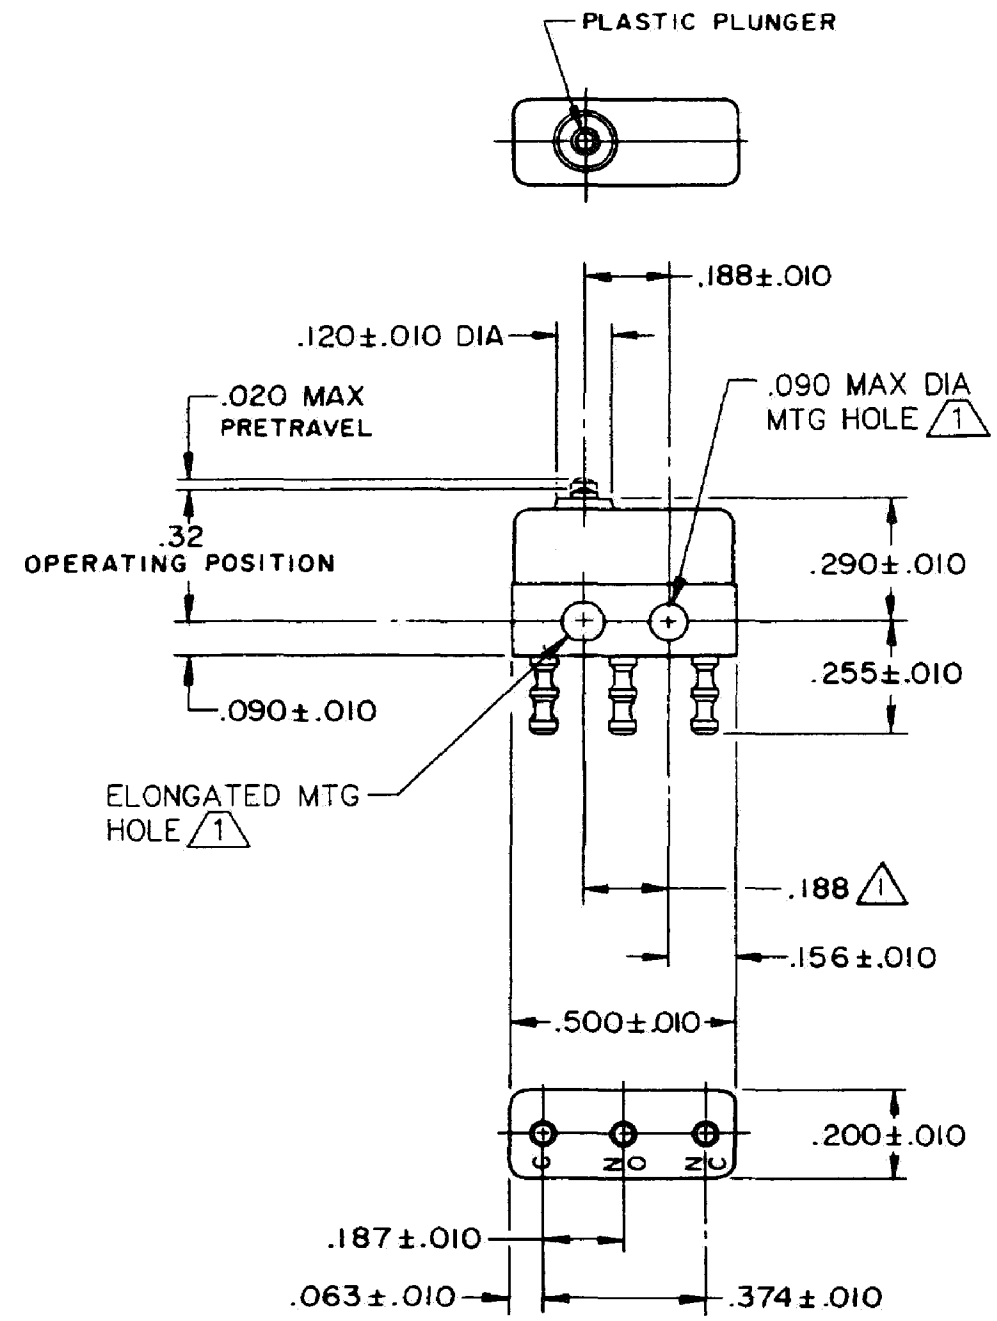 PLASTIC PLUNGER
.188±.010
.120±.010 DIA
.020 MAX
PRETRAVEL
.090 MAX DIA
MTG HOLE 1
.32
OPERATING POSITION
.290±.010
.255±.010
.090±.010
ELONGATED MTG
HOLE 1
.188 1
.156±.010
.500±.010
.200±.010
C NO NC
.187±.010
.063±.010
.374±.010